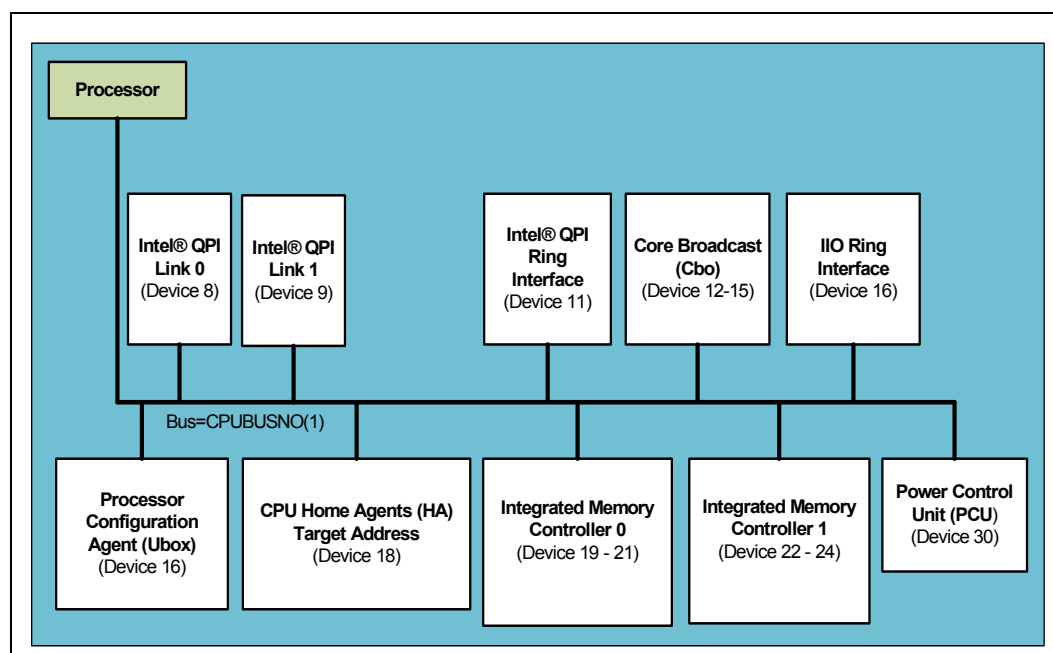 Processor
Intel® QPI
Link 0
(Device 8)
Intel® QPI
Link 1
(Device 9)
Intel® QPI
Ring
Interface
(Device 11)
Core Broadcast
(Cbo)
(Device 12-15)
IIO Ring
Interface
(Device 16)
Bus=CPUBUSNO(1)
Processor
Configuration
Agent (Ubox)
(Device 16)
CPU Home Agents (HA)
Target Address
(Device 18)
Integrated Memory
Controller 0
(Device 19 - 21)
Integrated Memory
Controller 1
(Device 22 - 24)
Power Control
Unit (PCU)
(Device 30)